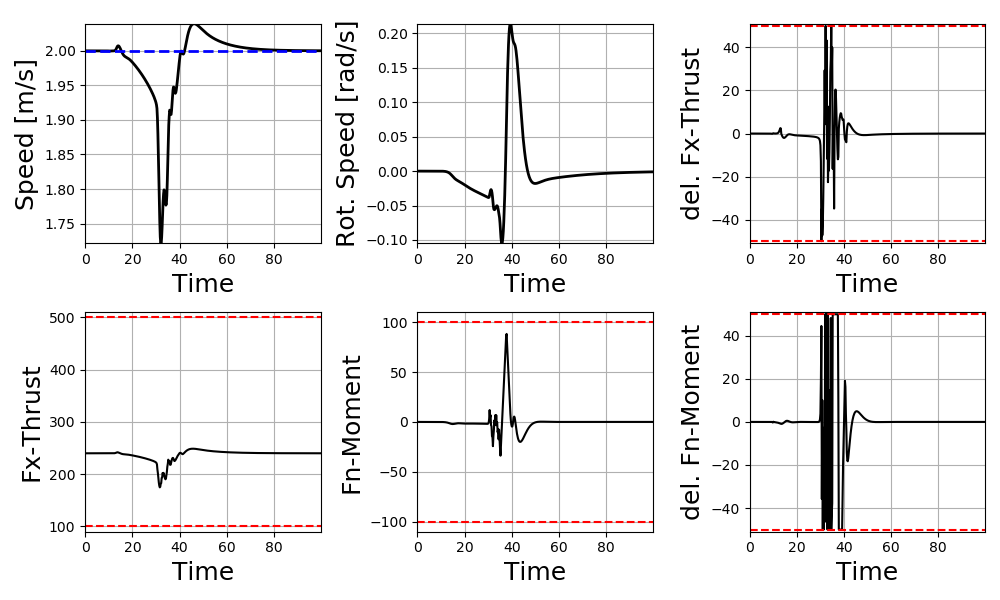 Speed [m/s]
2.00
1.95
1.90
1.85
1.80
1.75
0 20 40 60 80
Time
Rot. Speed [rad/s]
0.20
0.15
0.10
0.05
0.00
−0.05
−0.10
0 20 40 60 80
Time
del. Fx-Thrust
40
20
0
−20
−40
0 20 40 60 80
Time
Fx-Thrust
500
400
300
200
100
0 20 40 60 80
Time
Fn-Moment
100
50
0
−50
−100
0 20 40 60 80
Time
del. Fn-Moment
40
20
0
−20
−40
0 20 40 60 80
Time